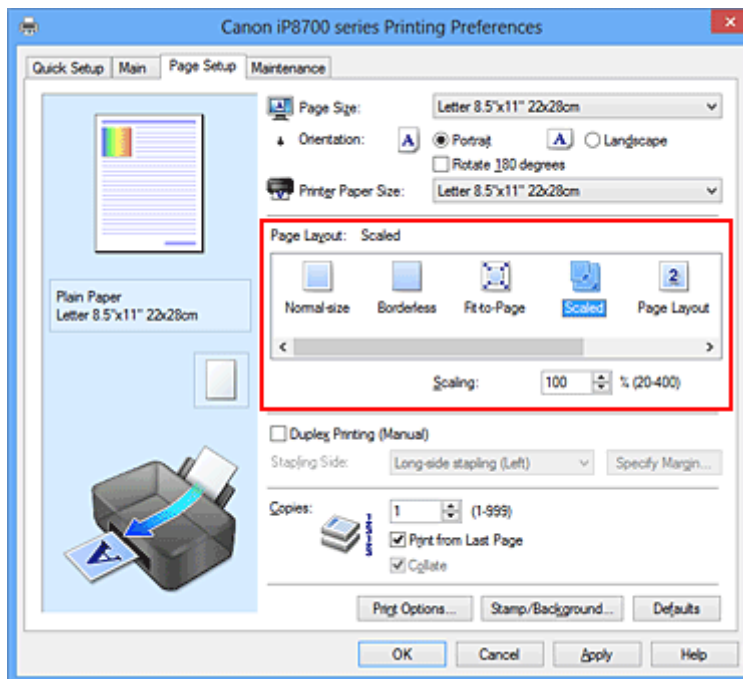 Canon iP8700 series Printing Preferences
Quick Setup Main Page Setup Maintenance
Page Size: Letter 8.5"x11" 22x28cm
Orientation: A Portrait A Landscape
Rotate 180 degrees
Printer Paper Size: Letter 8.5"x11" 22x28cm
Page Layout: Scaled
2
Normal-size Borderless Fit-to-Page Scaled Page Layout
Plain Paper
Letter 8.5"x11" 22x28cm
Scaling: 100 % (20-400)
Duplex Printing (Manual)
Stapling Side: Long-side stapling (Left) Specify Margin...
Copies: 1 (1-999)
Print from Last Page
Collate
A
Print Options... Stamp/Background... Defaults
OK Cancel Apply Help